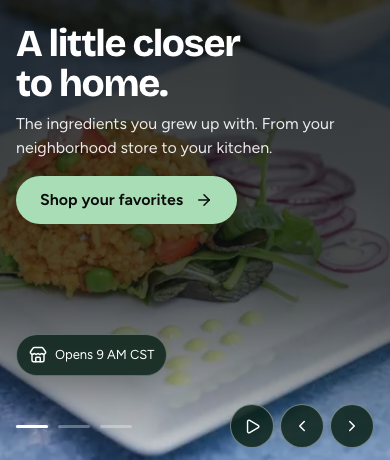 A little closer
to home.
The ingredients you grew up with. From your
neighborhood store to your kitchen.
Shop your favorites
Opens 9 AM CST